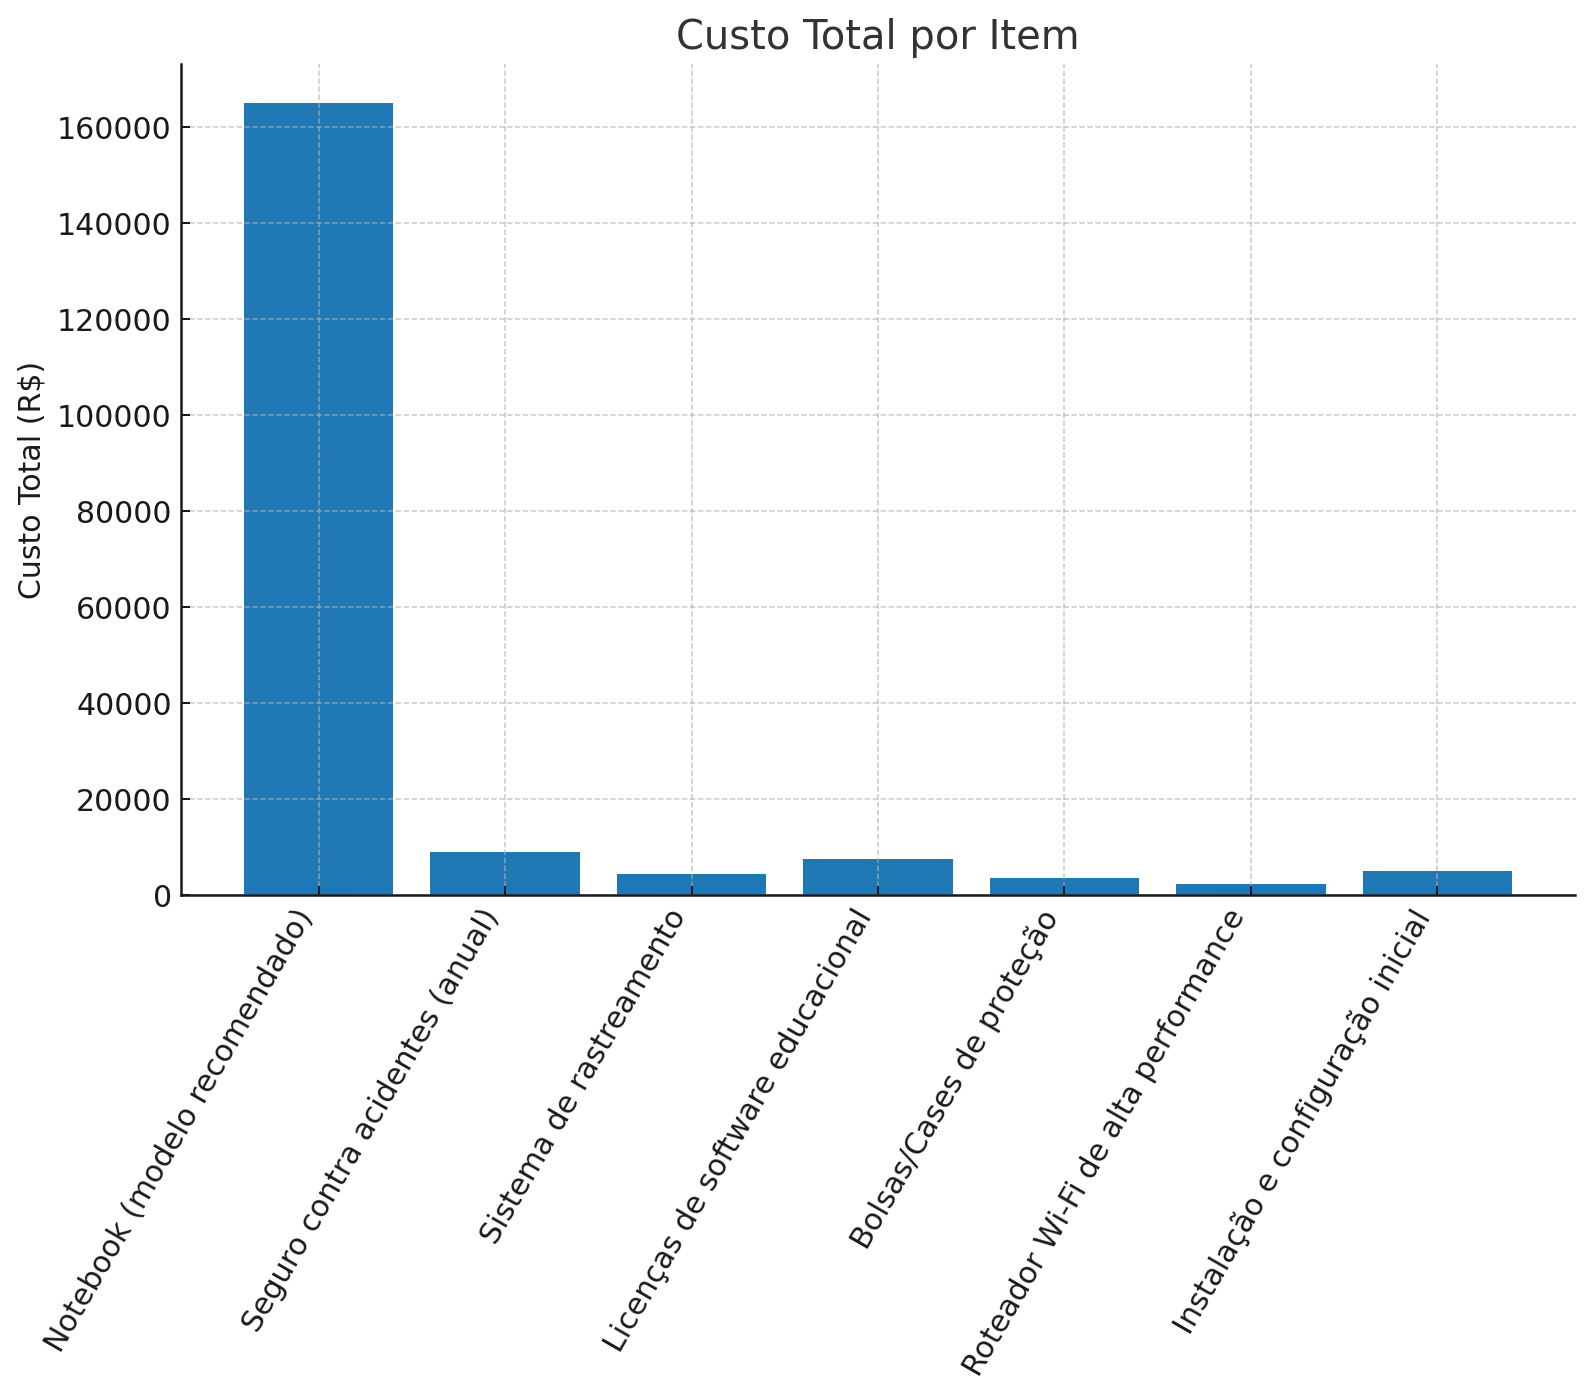 Custo Total por Item
Custo Total (R$)
160000
140000
120000
100000
80000
60000
40000
20000
0
Notebook (modelo recomendado)
Seguro contra acidentes (anual)
Sistema de rastreamento
Licenças de software educacional
Bolsas/Cases de proteção
Roteador Wi-Fi de alta performance
Instalação e configuração inicial